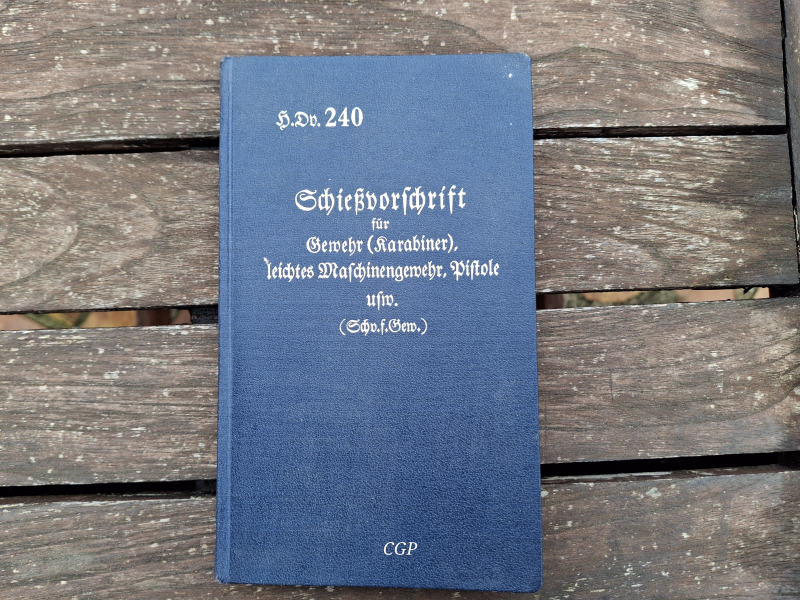 H.Dv. 240
Schießvorſchrift
für
Gewehr (Karabiner),
leichtes Maſchinengewehr, Piſtole
uſw.
(Schv.f.Gew.)
CGP